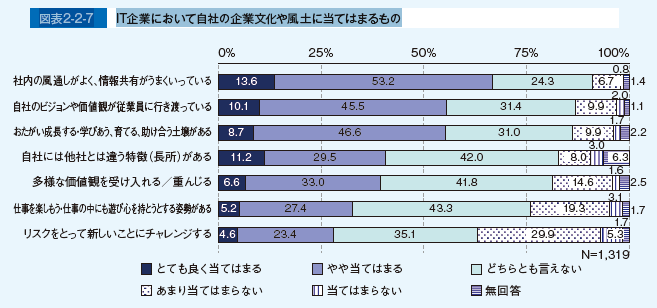 図表2-2-7 IT企業において自社の企業文化や風土に当てはまるもの
0% 25% 50% 75% 100%
0.8
社内の風通しがよく、情報共有がうまくいっている 13.6 53.2 24.3 6.7 1.4
2.0
自社のビジョンや価値観が従業員に行き渡っている 10.1 45.5 31.4 9.9 1.1
1.7
おたがい成長する・学びあう、育てる、助け合う土壌がある 8.7 46.6 31.0 9.9 2.2
3.0
自社には他社とは違う特徴（長所）がある 11.2 29.5 42.0 8.0 6.3
1.6
多様な価値観を受け入れる／重んじる 6.6 33.0 41.8 14.6 2.5
3.1
仕事を楽しもう・仕事の中にも遊び心を持とうとする姿勢がある 5.2 27.4 43.3 19.3 1.7
1.7
リスクをとって新しいことにチャレンジする 4.6 23.4 35.1 29.9 5.3
N=1,319
とても良く当てはまる やや当てはまる どちらとも言えない
あまり当てはまらない 当てはまらない 無回答